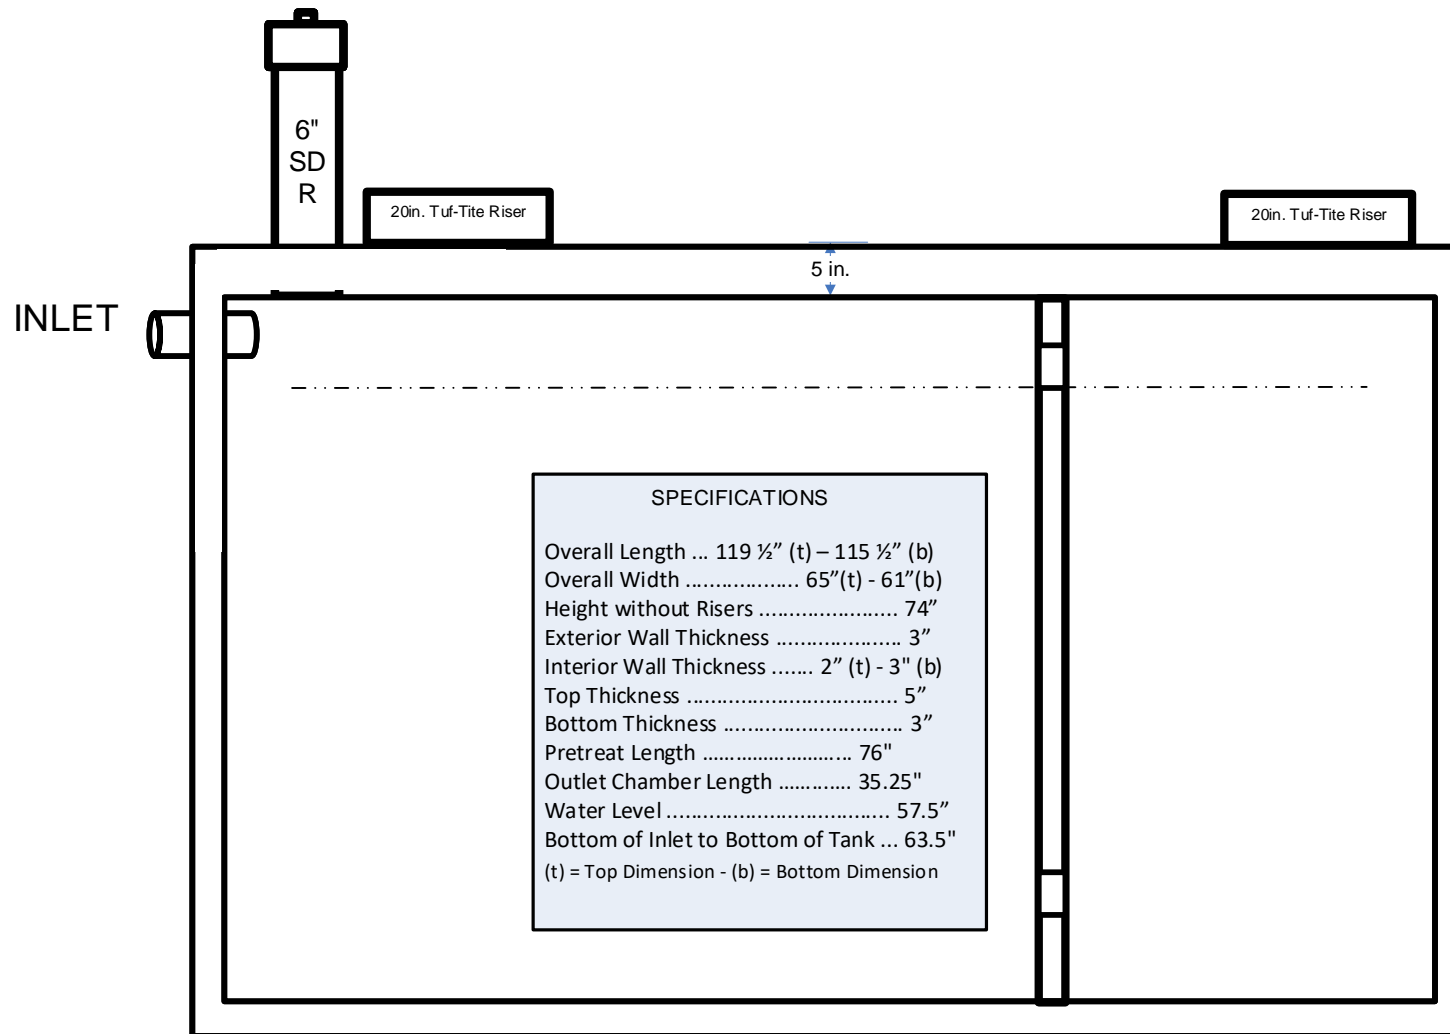 6"
SD
R
20in. Tuf-Tite Riser
20in. Tuf-Tite Riser
5 in.
INLET
SPECIFICATIONS
Overall Length ... 119 ½” (t) – 115 ½” (b)
Overall Width ................... 65”(t) - 61”(b)
Height without Risers ....................... 74”
Exterior Wall Thickness ..................... 3”
Interior Wall Thickness ....... 2” (t) - 3" (b)
Top Thickness ................................... 5”
Bottom Thickness .............................. 3”
Pretreat Length ............................ 76"
Outlet Chamber Length ............ 35.25"
Water Level ..................................... 57.5”
Bottom of Inlet to Bottom of Tank ... 63.5"
(t) = Top Dimension - (b) = Bottom Dimension